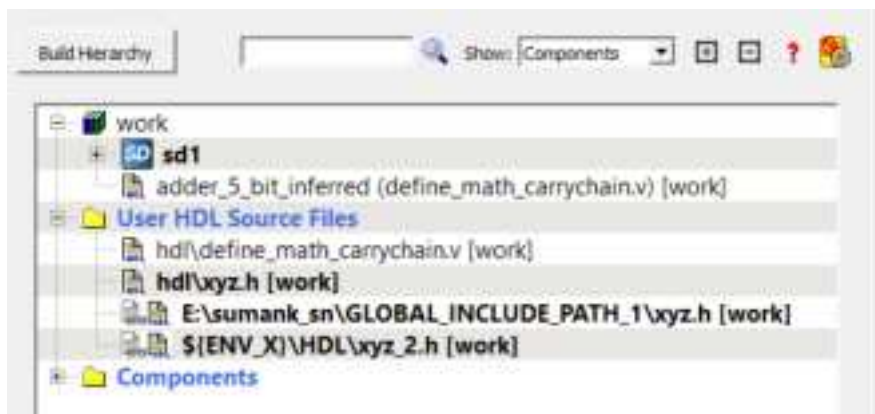 Build Hierarchy Show: Components ?
work
SD sd1
adder_5_bit_inferred (define_math_carrychain.v) [work]
User HDL Source Files
hdl\define_math_carrychain.v [work]
hdl\xyz.h [work]
E:\sumank_sn\GLOBAL_INCLUDE_PATH_1\xyz.h [work]
${ENV_X}\HDL\xyz_2.h [work]
Components